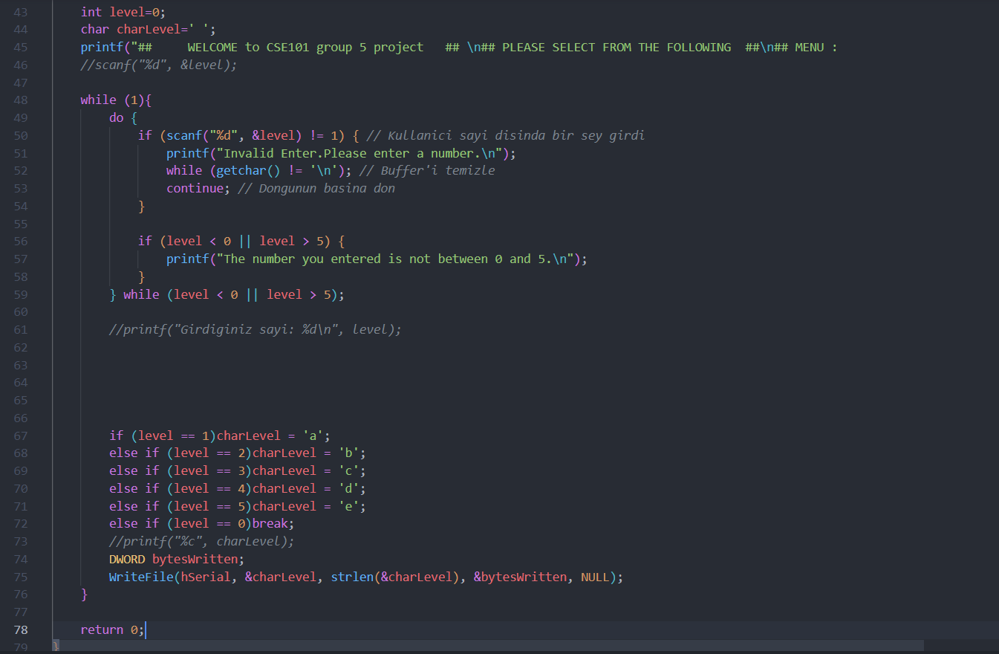 43 int level=0;
44 char charLevel=' ';
45 printf("##     WELCOME to CSE101 group 5 project   ## \n## PLEASE SELECT FROM THE FOLLOWING  ##\n## MENU :
46 //scanf("%d", &level);
47
48 while (1){
49 do {
50 if (scanf("%d", &level) != 1) { // Kullanici sayi disinda bir sey girdi
51 printf("Invalid Enter.Please enter a number.\n");
52 while (getchar() != '\n'); // Buffer'i temizle
53 continue; // Dongunun basina don
54 }
55
56 if (level < 0 || level > 5) {
57 printf("The number you entered is not between 0 and 5.\n");
58 }
59 } while (level < 0 || level > 5);
60
61 //printf("Girdiginiz sayi: %d\n", level);
62
63
64
65
66
67 if (level == 1)charLevel = 'a';
68 else if (level == 2)charLevel = 'b';
69 else if (level == 3)charLevel = 'c';
70 else if (level == 4)charLevel = 'd';
71 else if (level == 5)charLevel = 'e';
72 else if (level == 0)break;
73 //printf("%c", charLevel);
74 DWORD bytesWritten;
75 WriteFile(hSerial, &charLevel, strlen(&charLevel), &bytesWritten, NULL);
76 }
77
78 return 0;
79 }